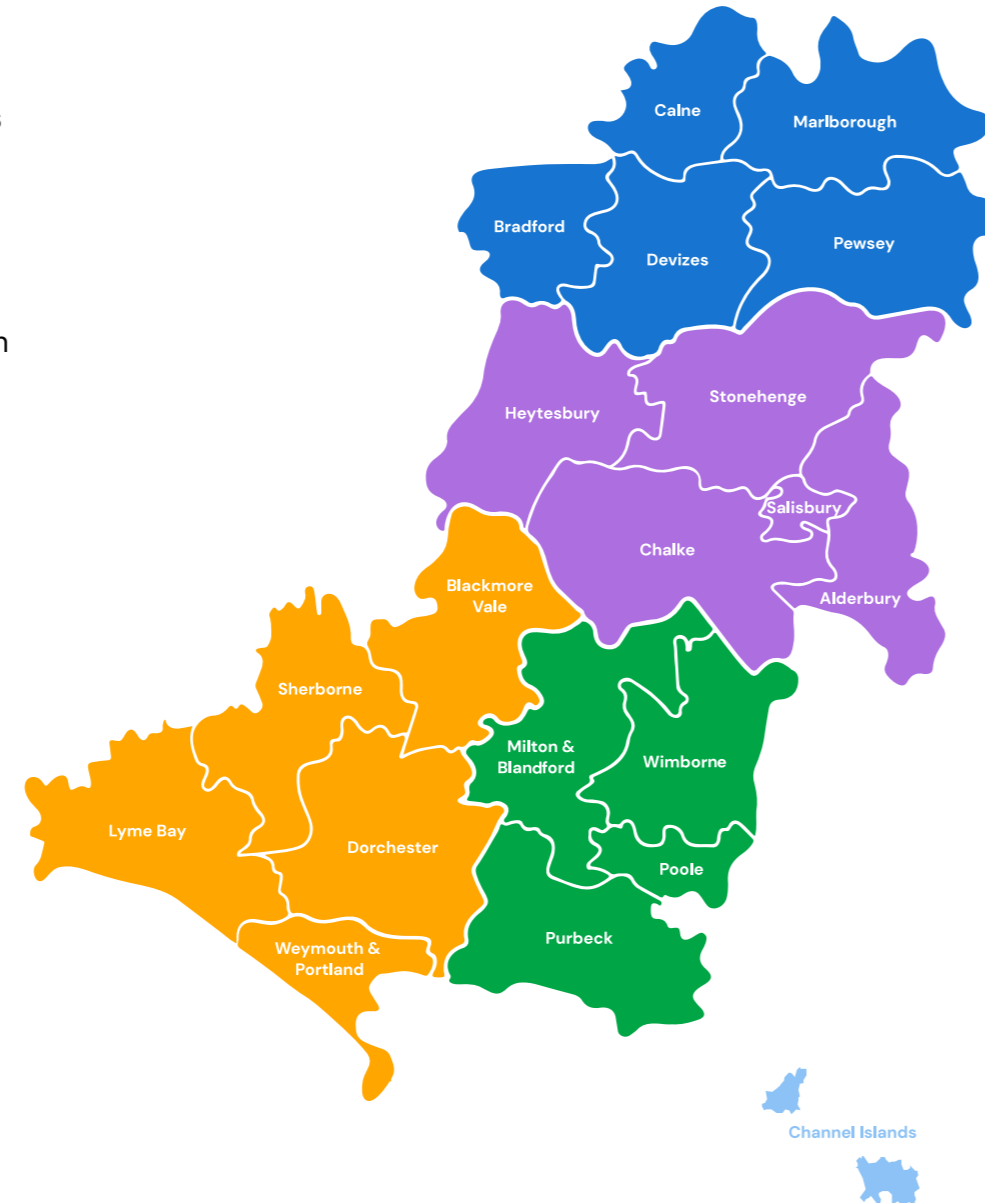 Calne
Marlborough
Bradford
Devizes
Pewsey
Heytesbury
Stonehenge
Salisbury
Chalke
Alderbury
Blackmore
Vale
Sherborne
Milton &
Blandford
Wimborne
Lyme Bay
Dorchester
Poole
Purbeck
Weymouth &
Portland
Channel Islands